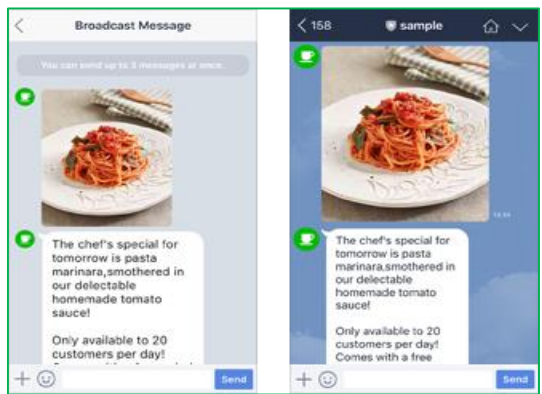 Broadcast Message
You can send up to 3 messages at once.
The chef's special for
tomorrow is pasta
marinara,smothered in
our delectable
homemade tomato
sauce!
Only available to 20
customers per day!
Send
158
sample
The chef's special for
tomorrow is pasta
marinara,smothered in
our delectable
homemade tomato
sauce!
Only available to 20
customers per day!
Comes with a free
Send